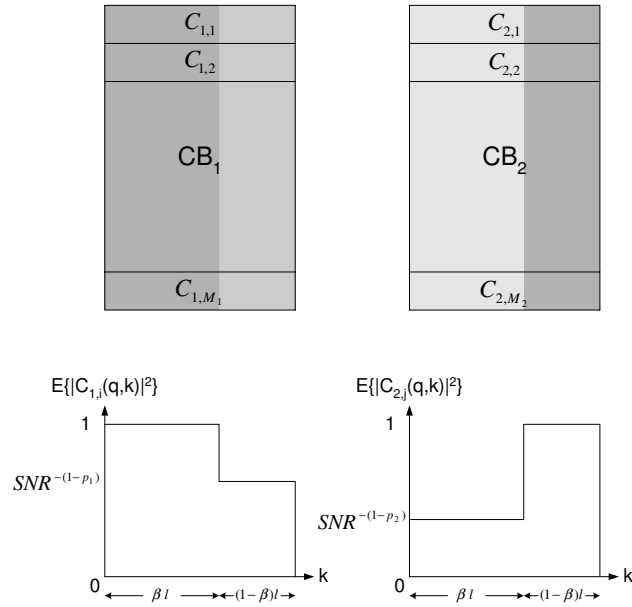 C_{1,1}
C_{1,2}
CB_1
C_{1,M_1}
C_{2,1}
C_{2,2}
CB_2
C_{2,M_2}
E{|C_{1,i}(q,k)|^2}
1
SNR^{-(1-p_1)}
0
k
β l
(1-β)l
E{|C_{2,j}(q,k)|^2}
1
SNR^{-(1-p_2)}
0
k
β l
(1-β)l